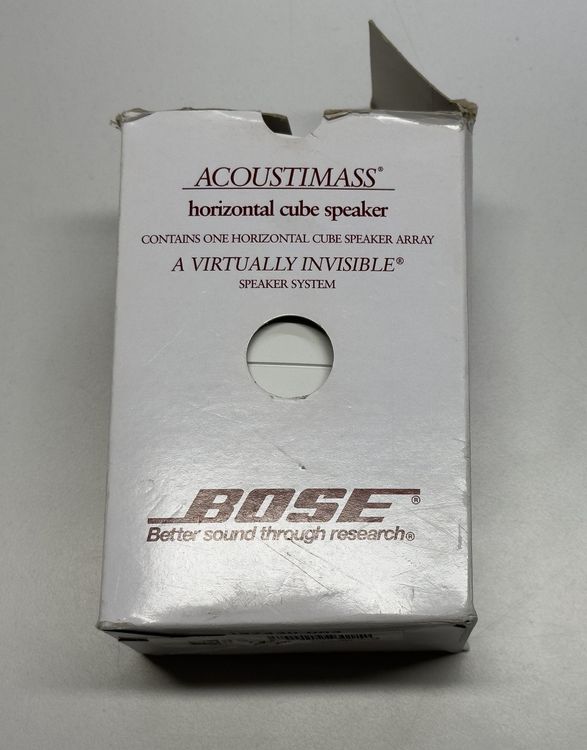 ACOUSTIMASS®
horizontal cube speaker
CONTAINS ONE HORIZONTAL CUBE SPEAKER ARRAY
A VIRTUALLY INVISIBLE®
SPEAKER SYSTEM
BOSE®
Better sound through research®